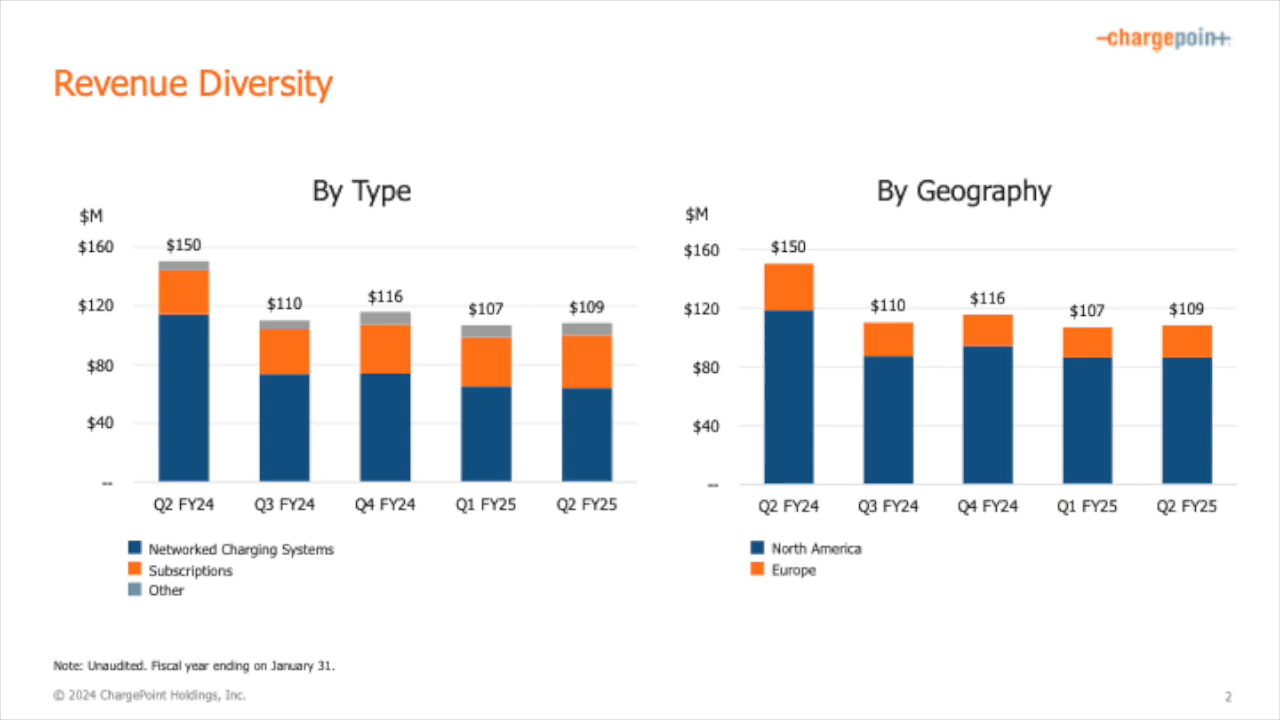 chargepoin+
Revenue Diversity
By Type
$M
$160
$120
$80
$40
--
$150
$110
$116
$107
$109
Q2 FY24 Q3 FY24 Q4 FY24 Q1 FY25 Q2 FY25
Networked Charging Systems
Subscriptions
Other
By Geography
$M
$160
$120
$80
$40
--
$150
$110
$116
$107
$109
Q2 FY24 Q3 FY24 Q4 FY24 Q1 FY25 Q2 FY25
North America
Europe
Note: Unaudited. Fiscal year ending on January 31.
© 2024 ChargePoint Holdings, Inc.
2